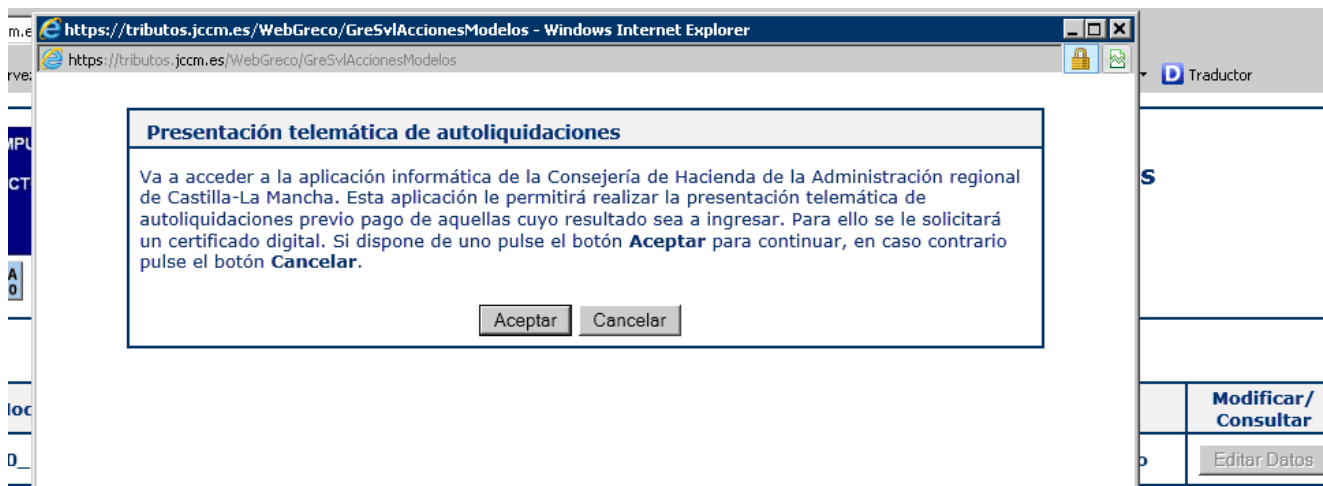 https://tributos.jccm.es/WebGreco/GreSvlAccionesModelos - Windows Internet Explorer
https://tributos.jccm.es/WebGreco/GreSvlAccionesModelos
Traductor
Presentación telemática de autoliquidaciones
Va a acceder a la aplicación informática de la Consejería de Hacienda de la Administración regional
de Castilla-La Mancha. Esta aplicación le permitirá realizar la presentación telemática de
autoliquidaciones previo pago de aquellas cuyo resultado sea a ingresar. Para ello se le solicitará
un certificado digital. Si dispone de uno pulse el botón Aceptar para continuar, en caso contrario
pulse el botón Cancelar.
Aceptar Cancelar
Modificar/
Consultar
Editar Datos